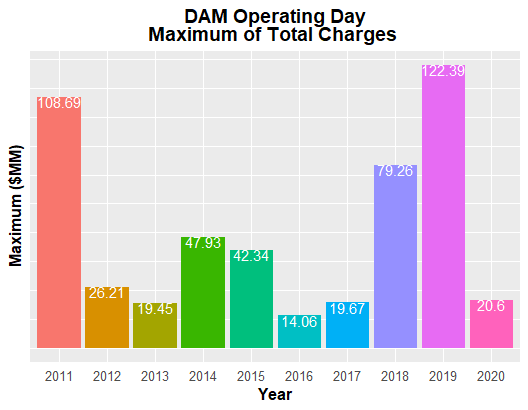 DAM Operating Day
Maximum of Total Charges
Maximum ($MM)
108.69
26.21
19.45
47.93
42.34
14.06
19.67
79.26
122.39
20.6
2011 2012 2013 2014 2015 2016 2017 2018 2019 2020
Year